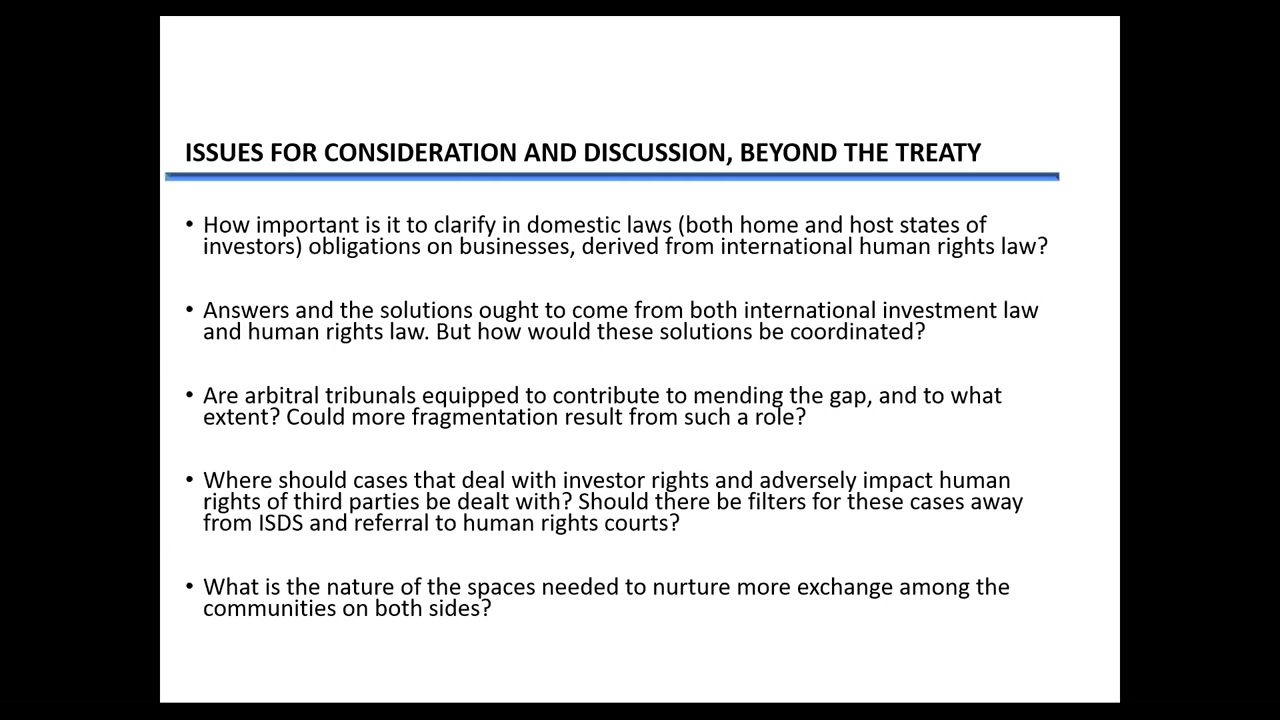 ISSUES FOR CONSIDERATION AND DISCUSSION, BEYOND THE TREATY
• How important is it to clarify in domestic laws (both home and host states of
investors) obligations on businesses, derived from international human rights law?
• Answers and the solutions ought to come from both international investment law
and human rights law. But how would these solutions be coordinated?
• Are arbitral tribunals equipped to contribute to mending the gap, and to what
extent? Could more fragmentation result from such a role?
• Where should cases that deal with investor rights and adversely impact human
rights of third parties be dealt with? Should there be filters for these cases away
from ISDS and referral to human rights courts?
• What is the nature of the spaces needed to nurture more exchange among the
communities on both sides?